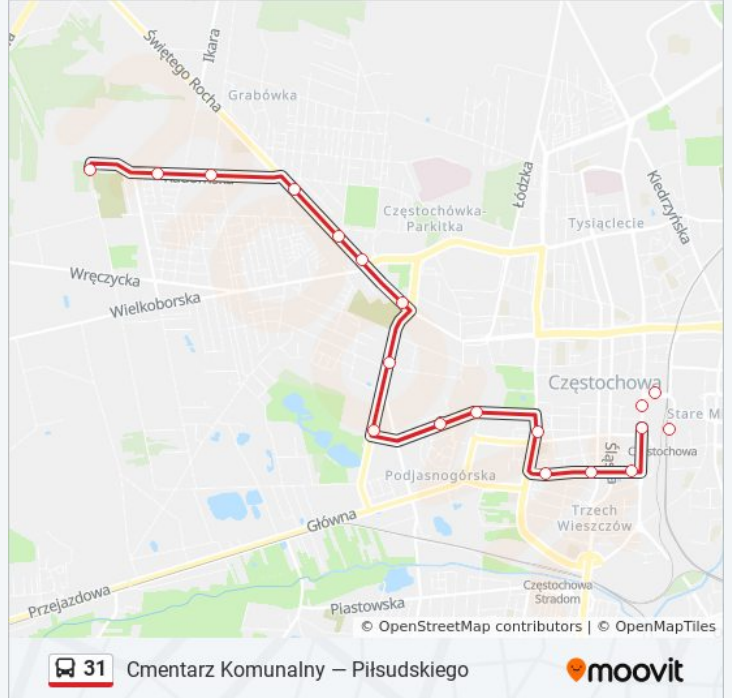 Ikara
Świętego Rocha
Grabówka
Łódzka
Kiedrzyńska
Częstochówka-
Parkitka
Tysiąclecie
Wręczycka
Wielkoborska
Częstochowa
Stare M
Częstochowa
Podjasnogórska
Główna
Trzech
Wieszczów
Częstochowa
Stradom
Przejazdowa
Piastowska
© OpenStreetMap contributors | © OpenMapTiles
31 Cmentarz Komunalny — Piłsudskiego
moovit